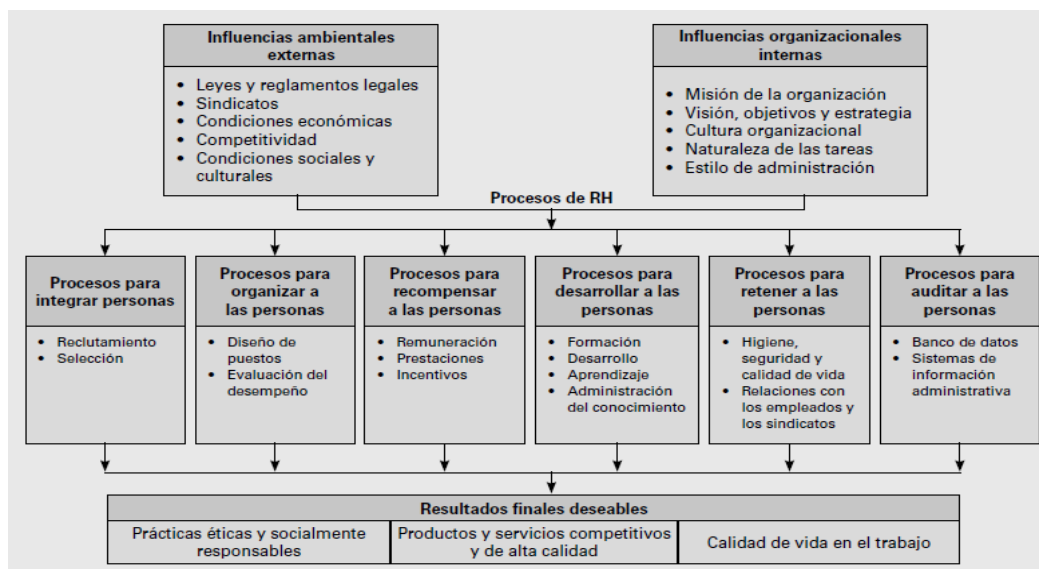 Influencias ambientales
externas
• Leyes y reglamentos legales
• Sindicatos
• Condiciones económicas
• Competitividad
• Condiciones sociales y
culturales
Influencias organizacionales
internas
• Misión de la organización
• Visión, objetivos y estrategia
• Cultura organizacional
• Naturaleza de las tareas
• Estilo de administración
Procesos de RH
Procesos para
integrar personas
• Reclutamiento
• Selección
Procesos para
organizar a
las personas
• Diseño de
puestos
• Evaluación del
desempeño
Procesos para
recompensar
a las personas
• Remuneración
• Prestaciones
• Incentivos
Procesos para
desarrollar a las
personas
• Formación
• Desarrollo
• Aprendizaje
• Administración
del conocimiento
Procesos para
retener a las
personas
• Higiene,
seguridad y
calidad de vida
• Relaciones con
los empleados y
los sindicatos
Procesos para
auditar a las
personas
• Banco de datos
• Sistemas de
información
administrativa
Resultados finales deseables
Prácticas éticas y socialmente
responsables
Productos y servicios competitivos
y de alta calidad
Calidad de vida en el trabajo